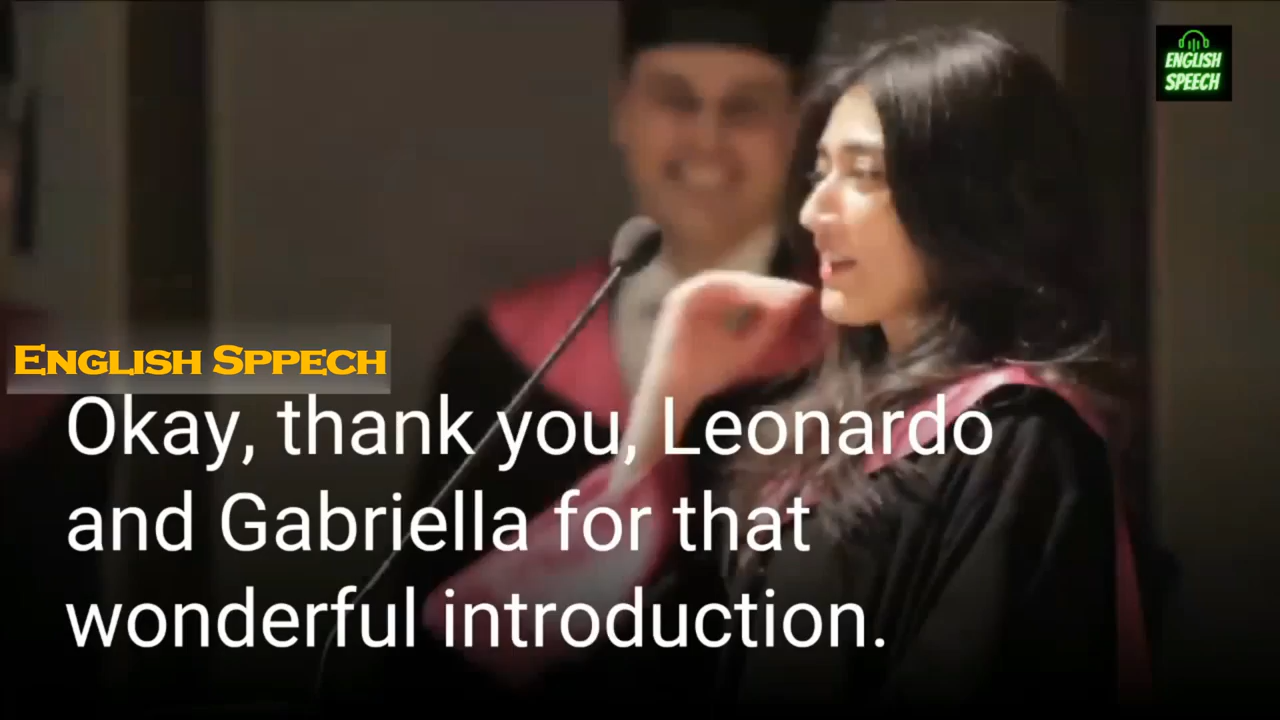 ENGLISH
SPEECH
ENGLISH SPPECH
Okay, thank you, Leonardo
and Gabriella for that
wonderful introduction.